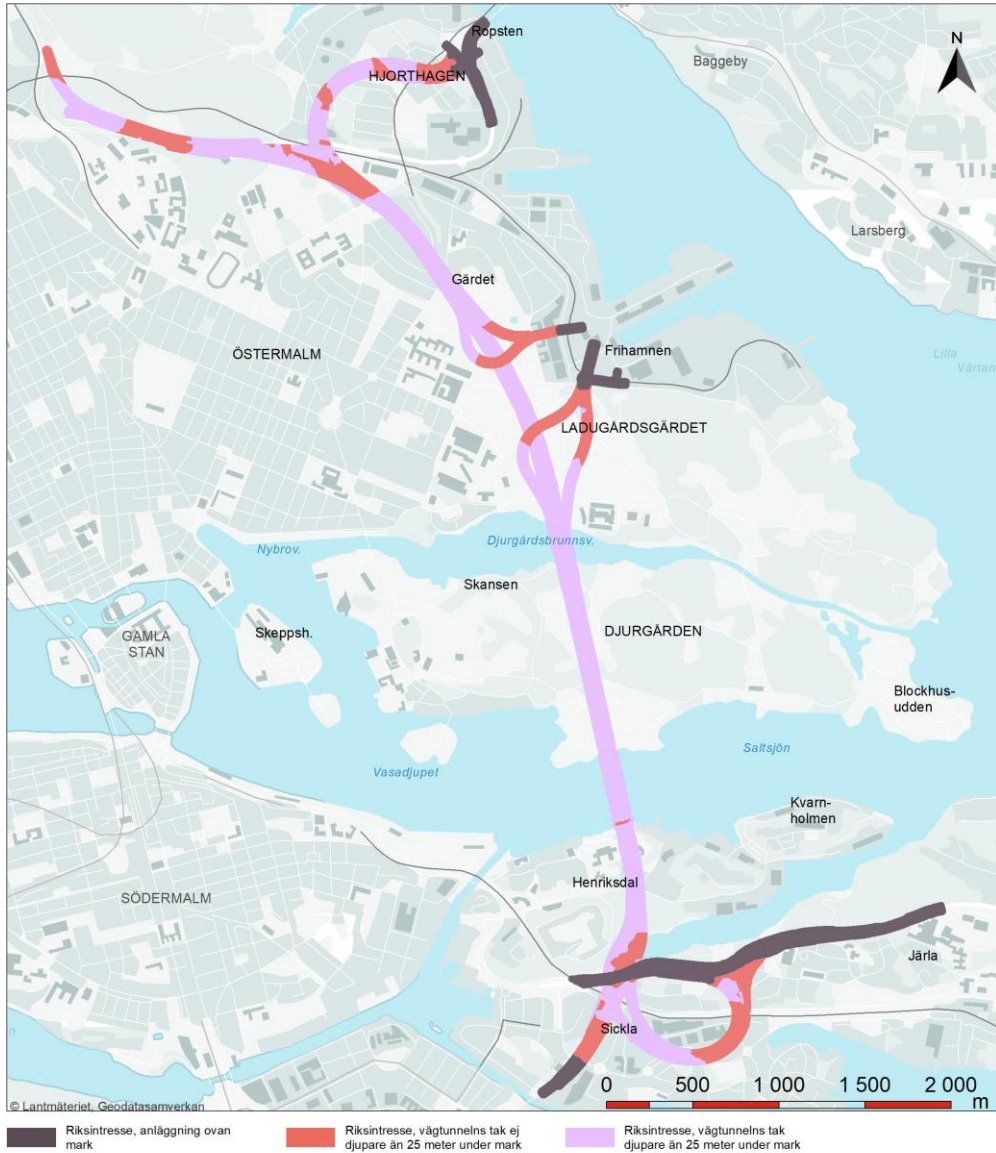 Ropsten
N
Baggeby
HJORTHAGEN
Larsberg
Gärdet
Frihamnen
ÖSTERMALM
Lilla
Värtan
LADUGÅRDSGÄRDET
Nybrov.
Djurgårdsbrunnsv.
Skansen
Skeppsh.
DJURGÅRDEN
GAMLA
STAN
Blockhus-
udden
Saltsjön
Vasadjupet
Kvarn-
holmen
Henriksdal
SÖDERMALM
Järla
Sickla
0 500 1 000 1 500 2 000
m
© Lantmäteriet, Geodatasamverkan
Riksintresse, anläggning ovan
mark
Riksintresse, vägtunnelns tak ej
djupare än 25 meter under mark
Riksintresse, vägtunnelns tak
djupare än 25 meter under mark